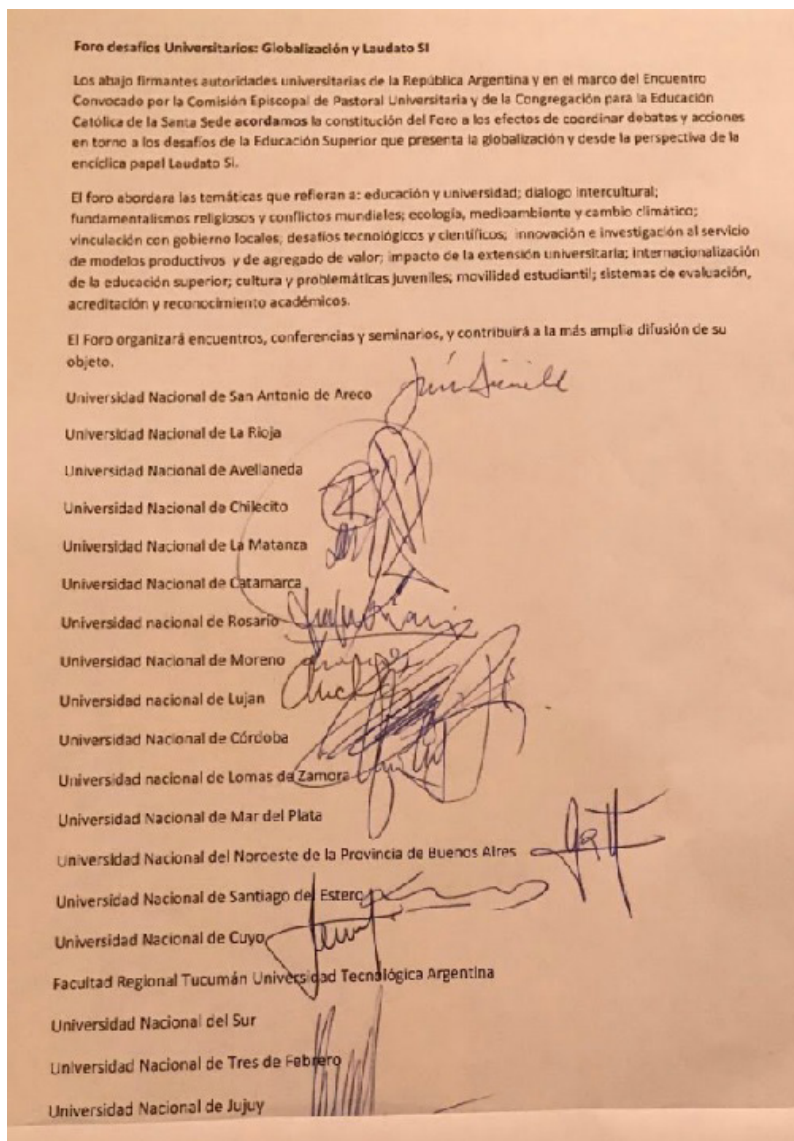 Foro desafíos Universitarios: Globalización y Laudato SI
Los abajo firmantes autoridades universitarias de la República Argentina y en el marco del Encuentro
Convocado por la Comisión Episcopal de Pastoral Universitaria y de la Congregación para la Educación
Católica de la Santa Sede acordamos la constitución del Foro a los efectos de coordinar debates y acciones
en torno a los desafíos de la Educación Superior que presenta la globalización y desde la perspectiva de la
encíclica papal Laudato Si.
El foro abordara las temáticas que refieran a: educación y universidad; dialogo intercultural;
fundamentalismos religiosos y conflictos mundiales; ecología, medioambiente y cambio climático;
vinculación con gobierno locales; desafíos tecnológicos y científicos; innovación e investigación al servicio
de modelos productivos y de agregado de valor; impacto de la extensión universitaria; internacionalización
de la educación superior; cultura y problemáticas juveniles; movilidad estudiantil; sistemas de evaluación,
acreditación y reconocimiento académicos.
El Foro organizará encuentros, conferencias y seminarios, y contribuirá a la más amplia difusión de su
objeto.
Universidad Nacional de San Antonio de Areco
Universidad Nacional de La Rioja
Universidad Nacional de Avellaneda
Universidad Nacional de Chilecito
Universidad Nacional de La Matanza
Universidad Nacional de Catamarca
Universidad nacional de Rosario
Universidad Nacional de Moreno
Universidad nacional de Lujan
Universidad Nacional de Córdoba
Universidad nacional de Lomas de Zamora
Universidad Nacional de Mar del Plata
Universidad Nacional del Noroeste de la Provincia de Buenos Aires
Universidad Nacional de Santiago del Estero
Universidad Nacional de Cuyo
Facultad Regional Tucumán Universidad Tecnológica Argentina
Universidad Nacional del Sur
Universidad Nacional de Tres de Febrero
Universidad Nacional de Jujuy